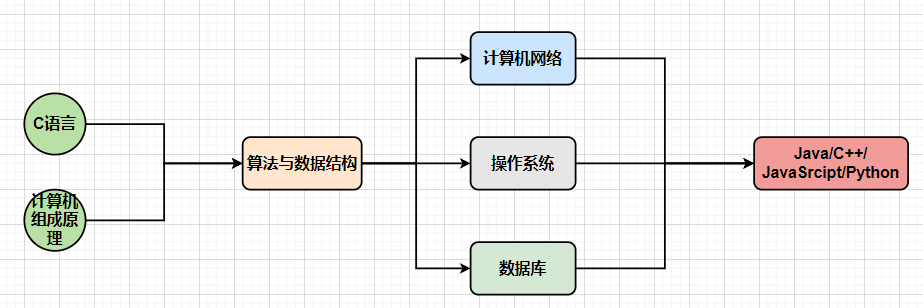 计算机网络
C语言
算法与数据结构
操作系统
Java/C++/
JavaSrcipt/Python
计算机
组成原
理
数据库